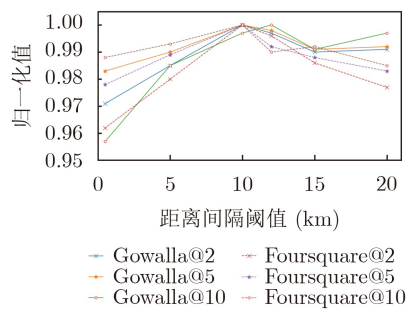 1.00
0.99
0.98
0.97
0.96
0.95
归一化值
0 5 10 15 20
距离间隔阈值 (km)
Gowalla@2 Foursquare@2
Gowalla@5 Foursquare@5
Gowalla@10 Foursquare@10